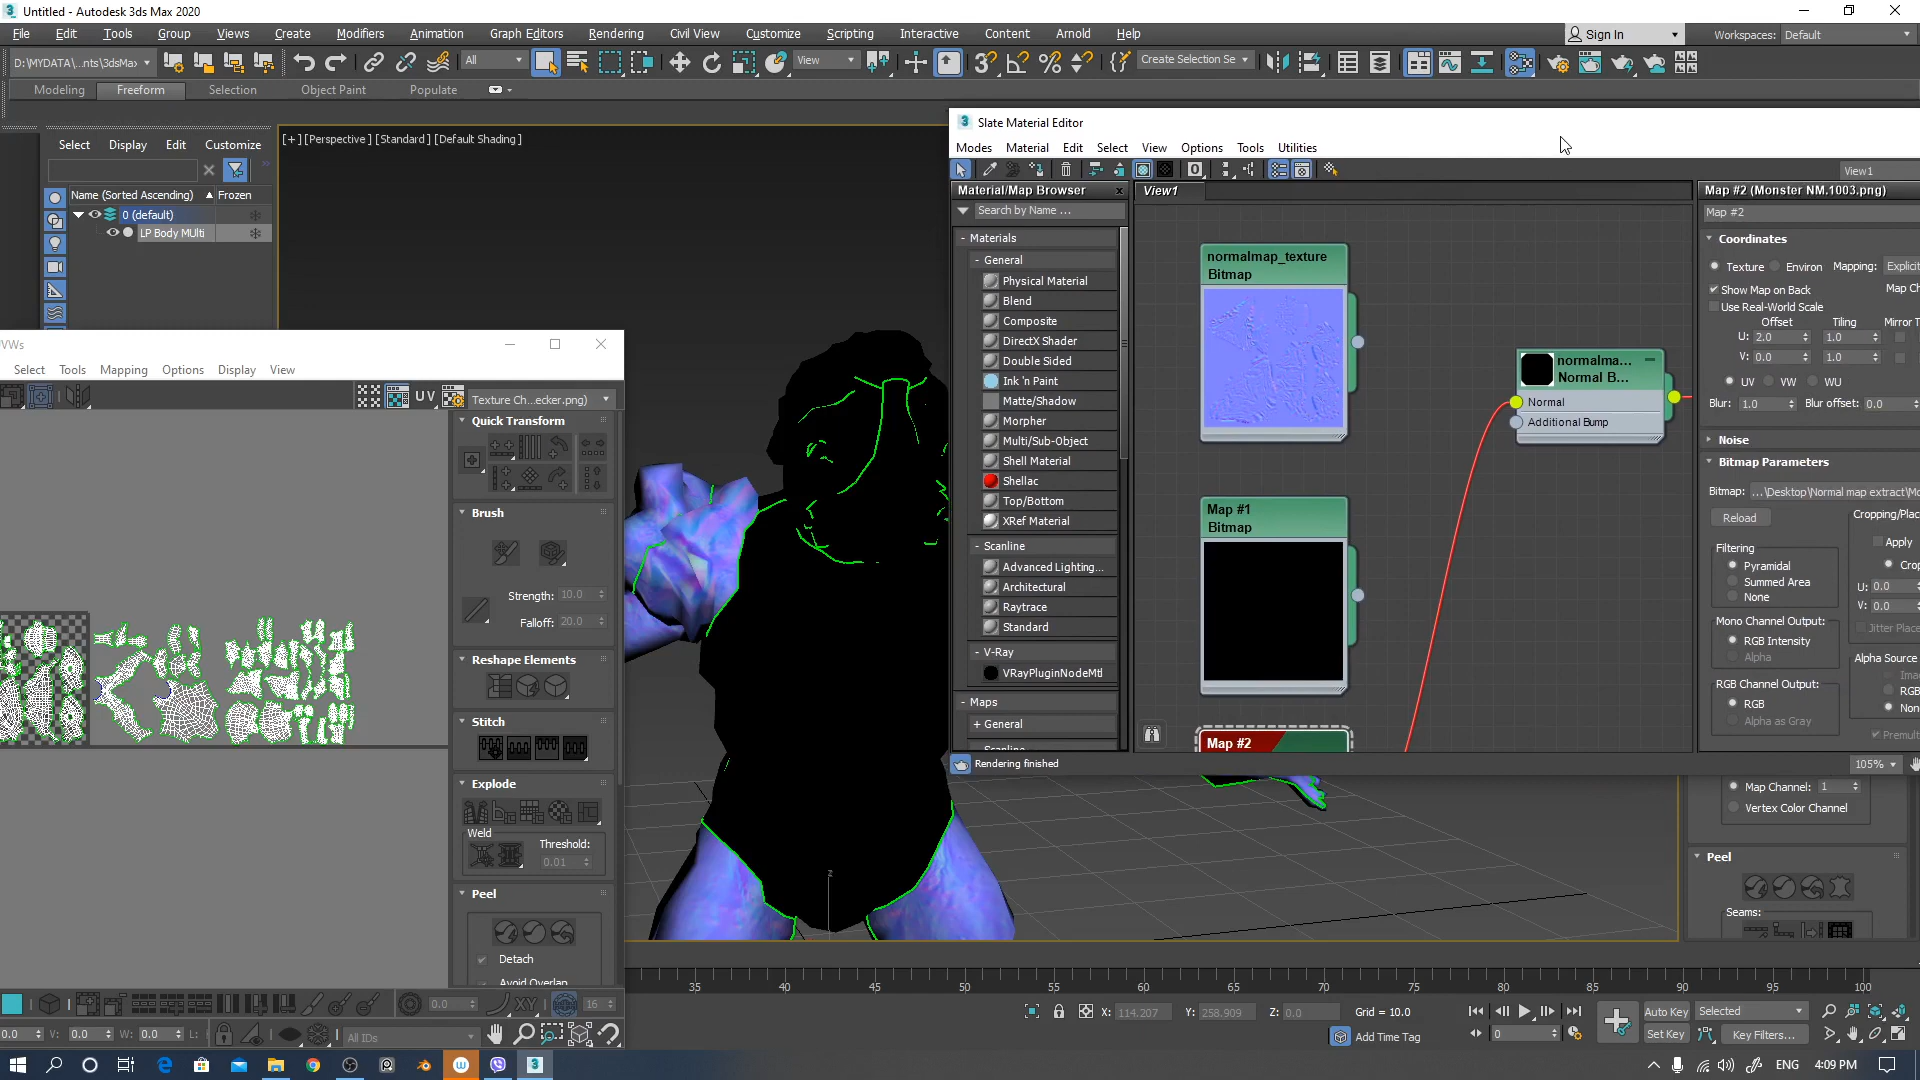 Untitled - Autodesk 3ds Max 2020
File Edit Tools Group Views Create Modifiers Animation Graph Editors Rendering Civil View Customize Scripting Interactive Content Arnold Help
Sign In
Workspaces: Default
D:\MYDATA\...nts\3dsMax
All
View
Create Selection Se
Modeling Freeform Selection Object Paint Populate
[+] [Perspective] [Standard] [Default Shading]
Select Display Edit Customize
Name (Sorted Ascending) Frozen
0 (default)
LP Body MUlti
Slate Material Editor
Modes Material Edit Select View Options Tools Utilities
View1
Material/Map Browser
Search by Name ...
- Materials
- General
Physical Material
Blend
Composite
DirectX Shader
Double Sided
Ink 'n Paint
Matte/Shadow
Morpher
Multi/Sub-Object
Shell Material
Shellac
Top/Bottom
XRef Material
- Scanline
Advanced Lighting...
Architectural
Raytrace
Standard
- V-Ray
VRayPluginNodeMtl
- Maps
+ General
Rendering finished
View1
normalmap_texture
Bitmap
Map #1
Bitmap
Map #2
normalma...
Normal B...
Normal
Additional Bump
105%
Map #2 (Monster NM.1003.png)
Map #2
Coordinates
Texture Environ Mapping: Explicit
Show Map on Back Map Ch
Use Real-World Scale
Offset Tiling Mirror T
U: 2.0 1.0
V: 0.0 1.0
UV VW WU
Blur: 1.0 Blur offset: 0.0
Noise
Bitmap Parameters
Bitmap: ...\Desktop\Normal map extract\Mo
Reload
Cropping/Plac
Filtering
Apply
Pyramidal
Crop
Summed Area
U: 0.0
None
V: 0.0
Mono Channel Output:
Jitter Place
RGB Intensity
Alpha
Alpha Source
Ima
RGB Channel Output:
RGB
RGB
Non
Alpha as Gray
Premult
Map Channel: 1
Vertex Color Channel
Peel
Seams:
VWs
Select Tools Mapping Options Display View
UV
Texture Ch...ecker.png)
Quick Transform
Brush
Strength: 10.0
Falloff: 20.0
Reshape Elements
Stitch
Explode
Weld
Threshold:
0.01
Peel
Detach
Avoid Overlap
0.0
XY
16
0.0 V: 0.0 W: 0.0 L:
All IDs
35 40 45 50 55 60 65 70 75 80 85 90 95 100
X: 114.207 Y: 258.909 Z: 0.0 Grid = 10.0
Add Time Tag
0
Auto Key Selected
Set Key Key Filters...
ENG 4:09 PM